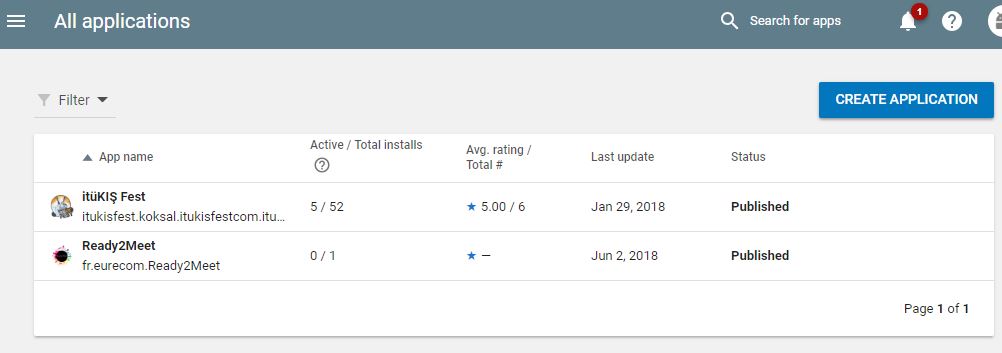 All applications
Search for apps
1
Filter
CREATE APPLICATION
App name
Active / Total installs
Avg. rating /
Total #
Last update
Status
itüKIŞ Fest
itukisfest.koksal.itukisfestcom.itu...
5 / 52
5.00 / 6
Jan 29, 2018
Published
Ready2Meet
fr.eurecom.Ready2Meet
0 / 1
—
Jun 2, 2018
Published
Page 1 of 1